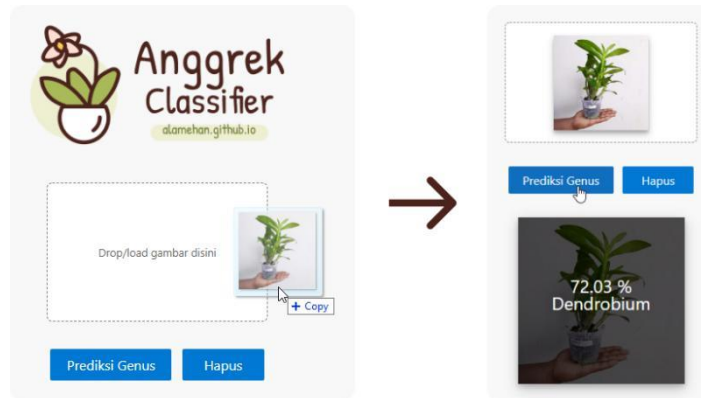 Anggrek
Classifier
alamehan.github.io
Drop/load gambar disini
+ Copy
Prediksi Genus
Hapus
Prediksi Genus
Hapus
72.03 %
Dendrobium